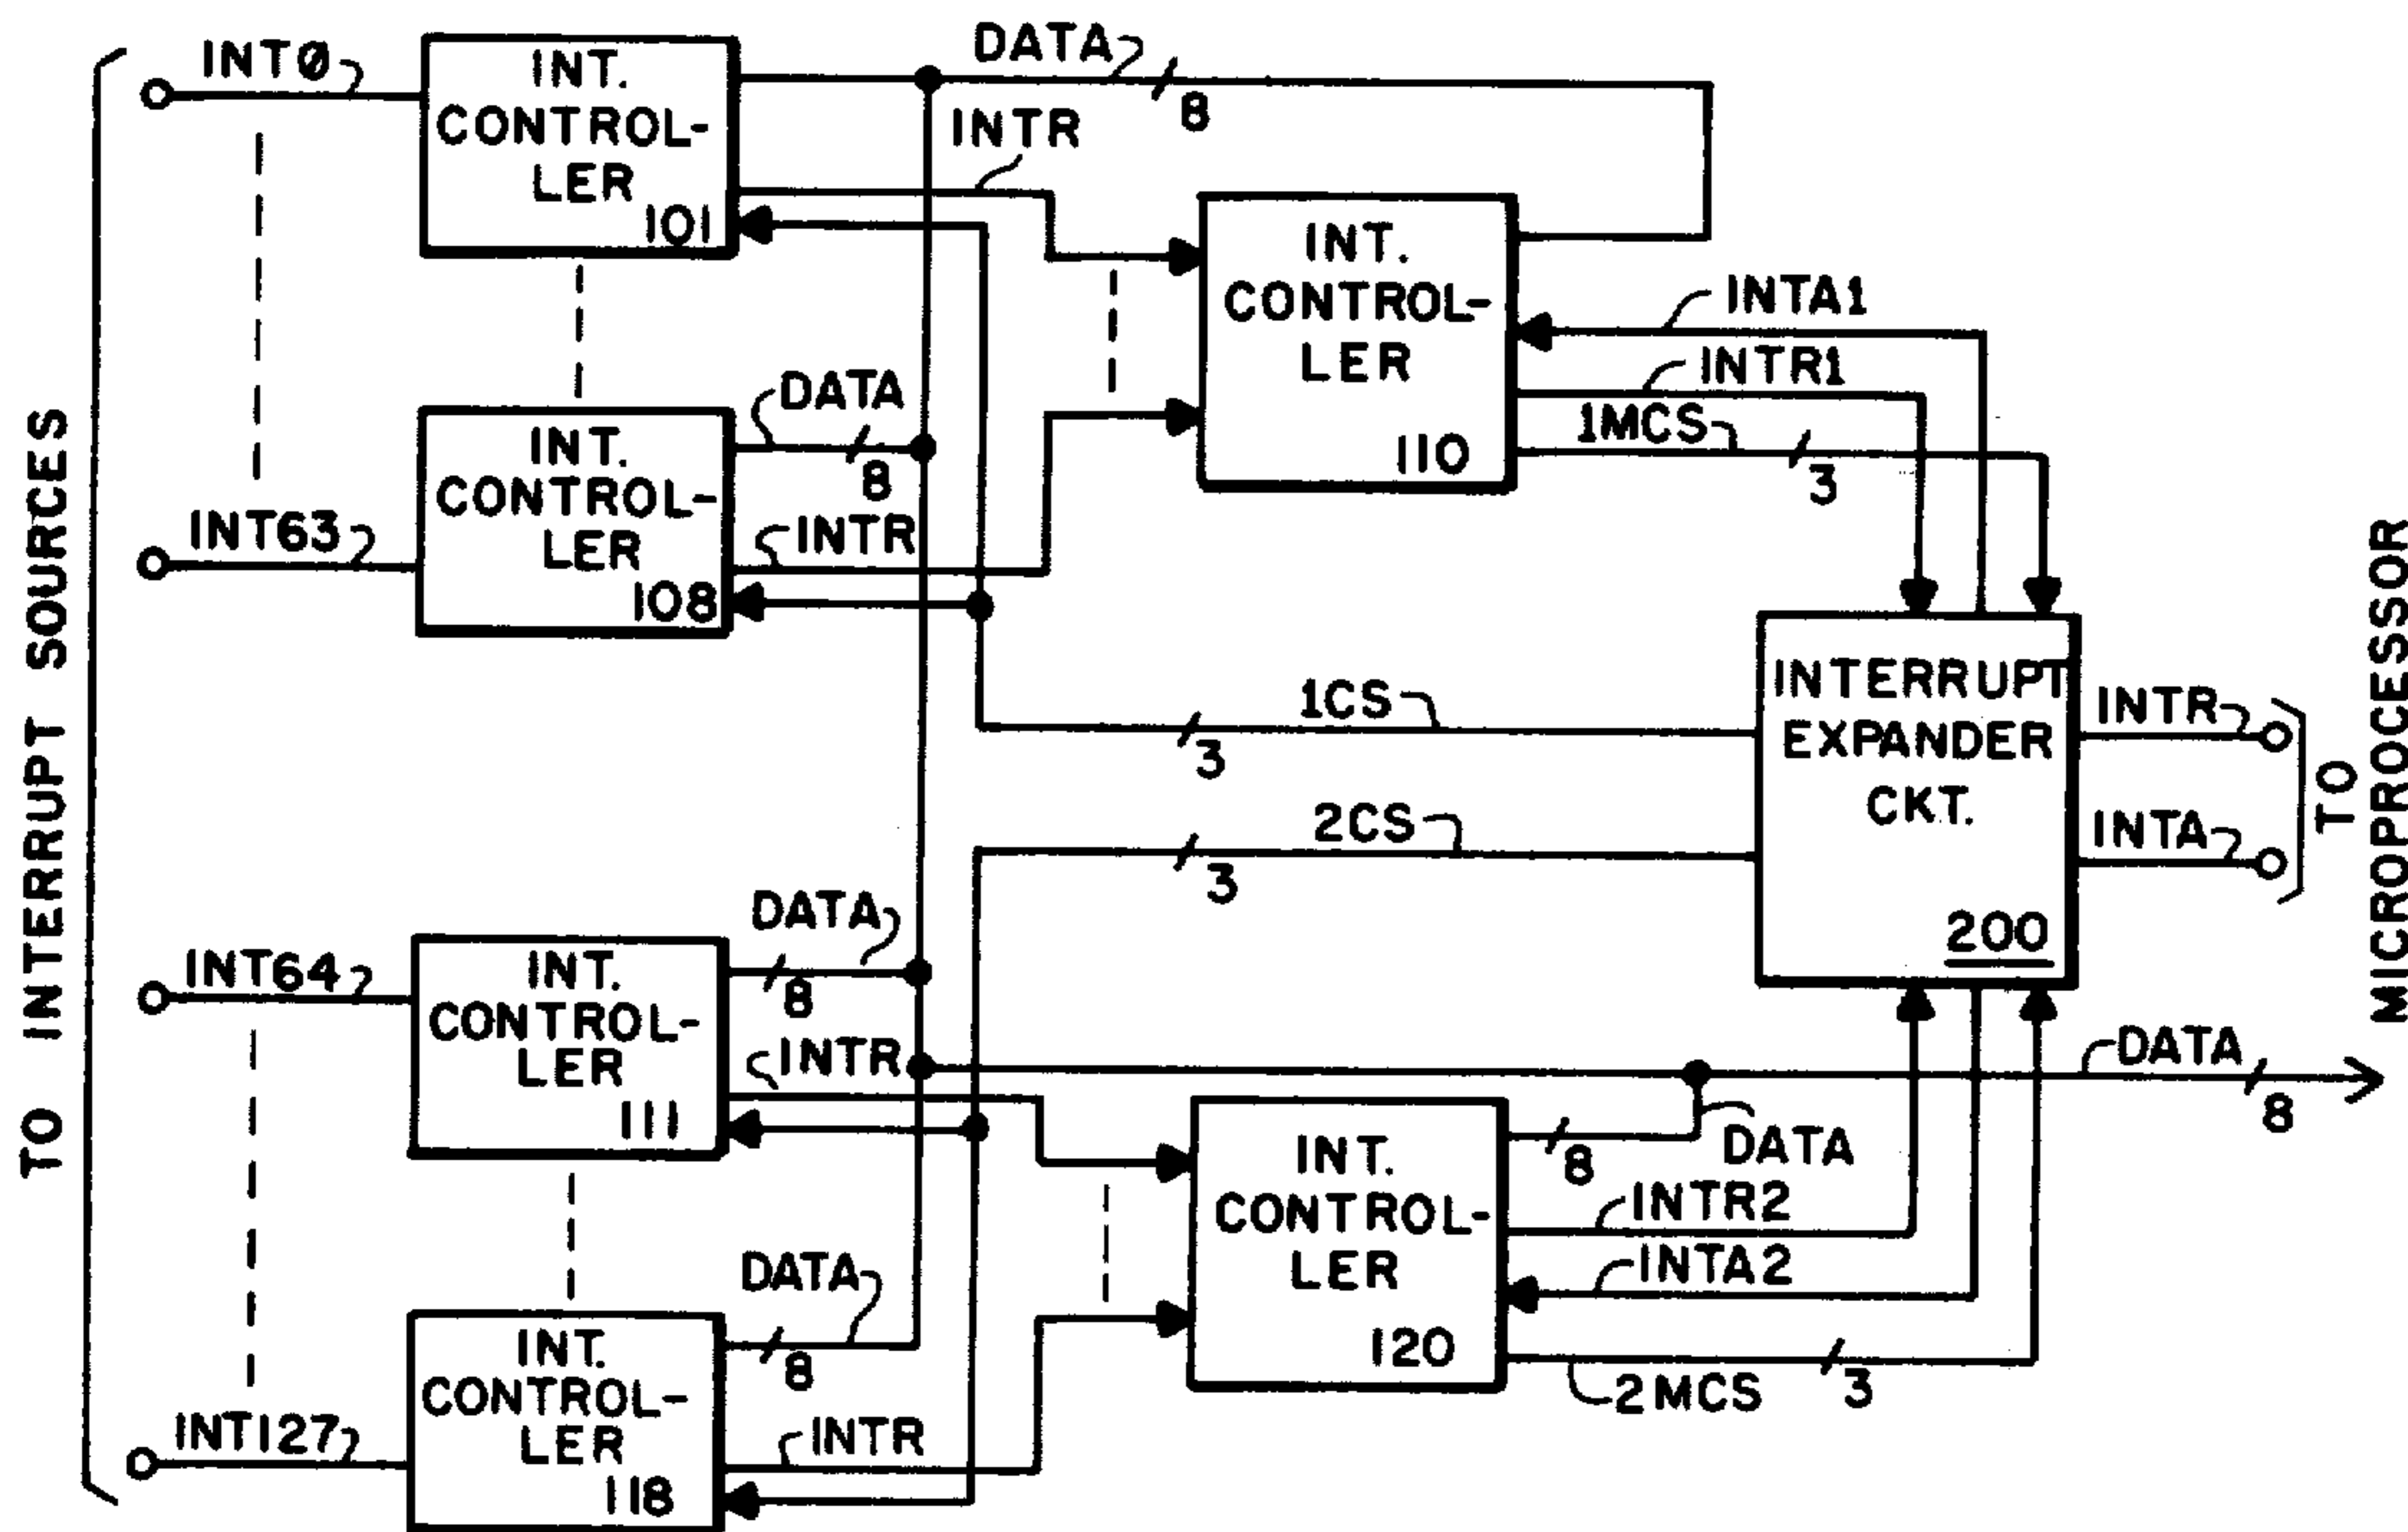 TO INTERRUPT SOURCES
INTØ
INT.
CONTROL-
LER
101
DATA
8
INTR
INT.
CONTROL-
LER
110
INTA1
INTR1
1MCS
3
INT63
INT.
CONTROL-
LER
108
DATA
8
INTR
1CS
3
2CS
3
INTERRUPT
EXPANDER
CKT.
200
INTR
INTA
TO
MICROPROCESSOR
INT64
INT.
CONTROL-
LER
111
DATA
8
INTR
DATA
8
INT.
CONTROL-
LER
120
8
DATA
INTR2
INTA2
2MCS
3
INT127
INT.
CONTROL-
LER
118
DATA
8
INTR